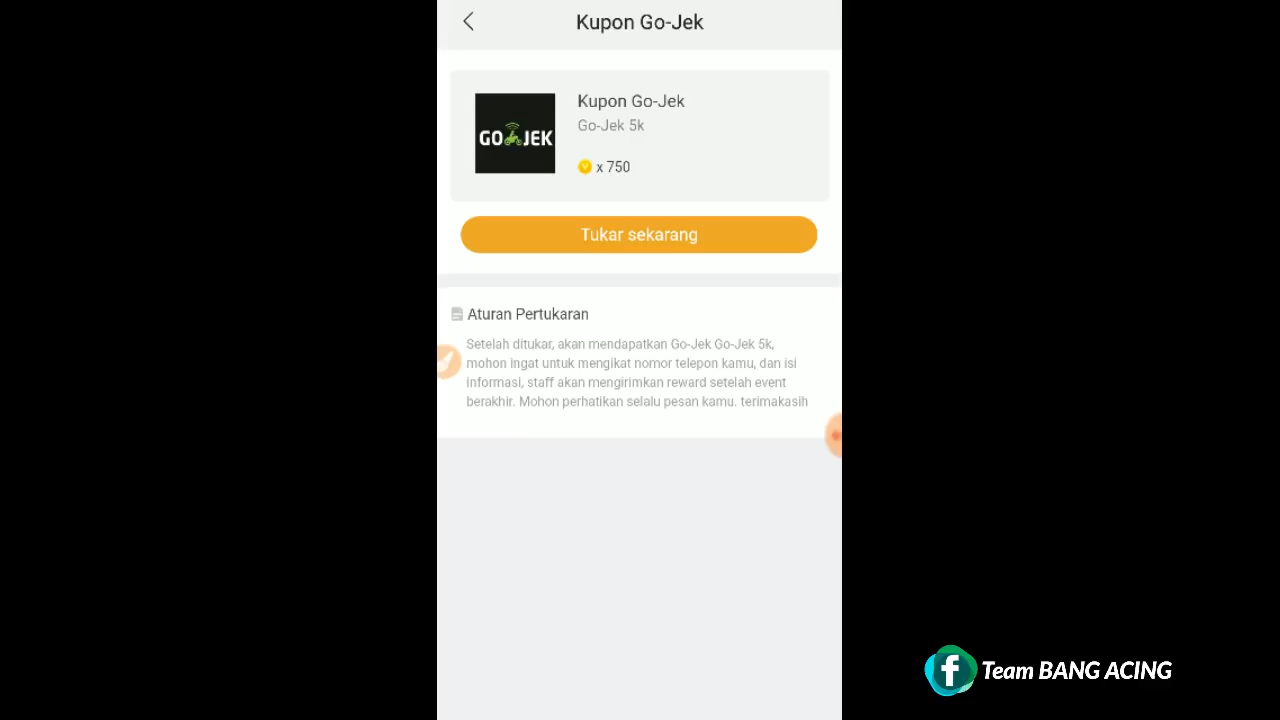 Kupon Go-Jek
GO JEK
Kupon Go-Jek
Go-Jek 5k
x 750
Tukar sekarang
Aturan Pertukaran
Setelah ditukar, akan mendapatkan Go-Jek Go-Jek 5k,
mohon ingat untuk mengikat nomor telepon kamu, dan isi
informasi, staff akan mengirimkan reward setelah event
berakhir. Mohon perhatikan selalu pesan kamu. terimakasih
f Team BANG ACING